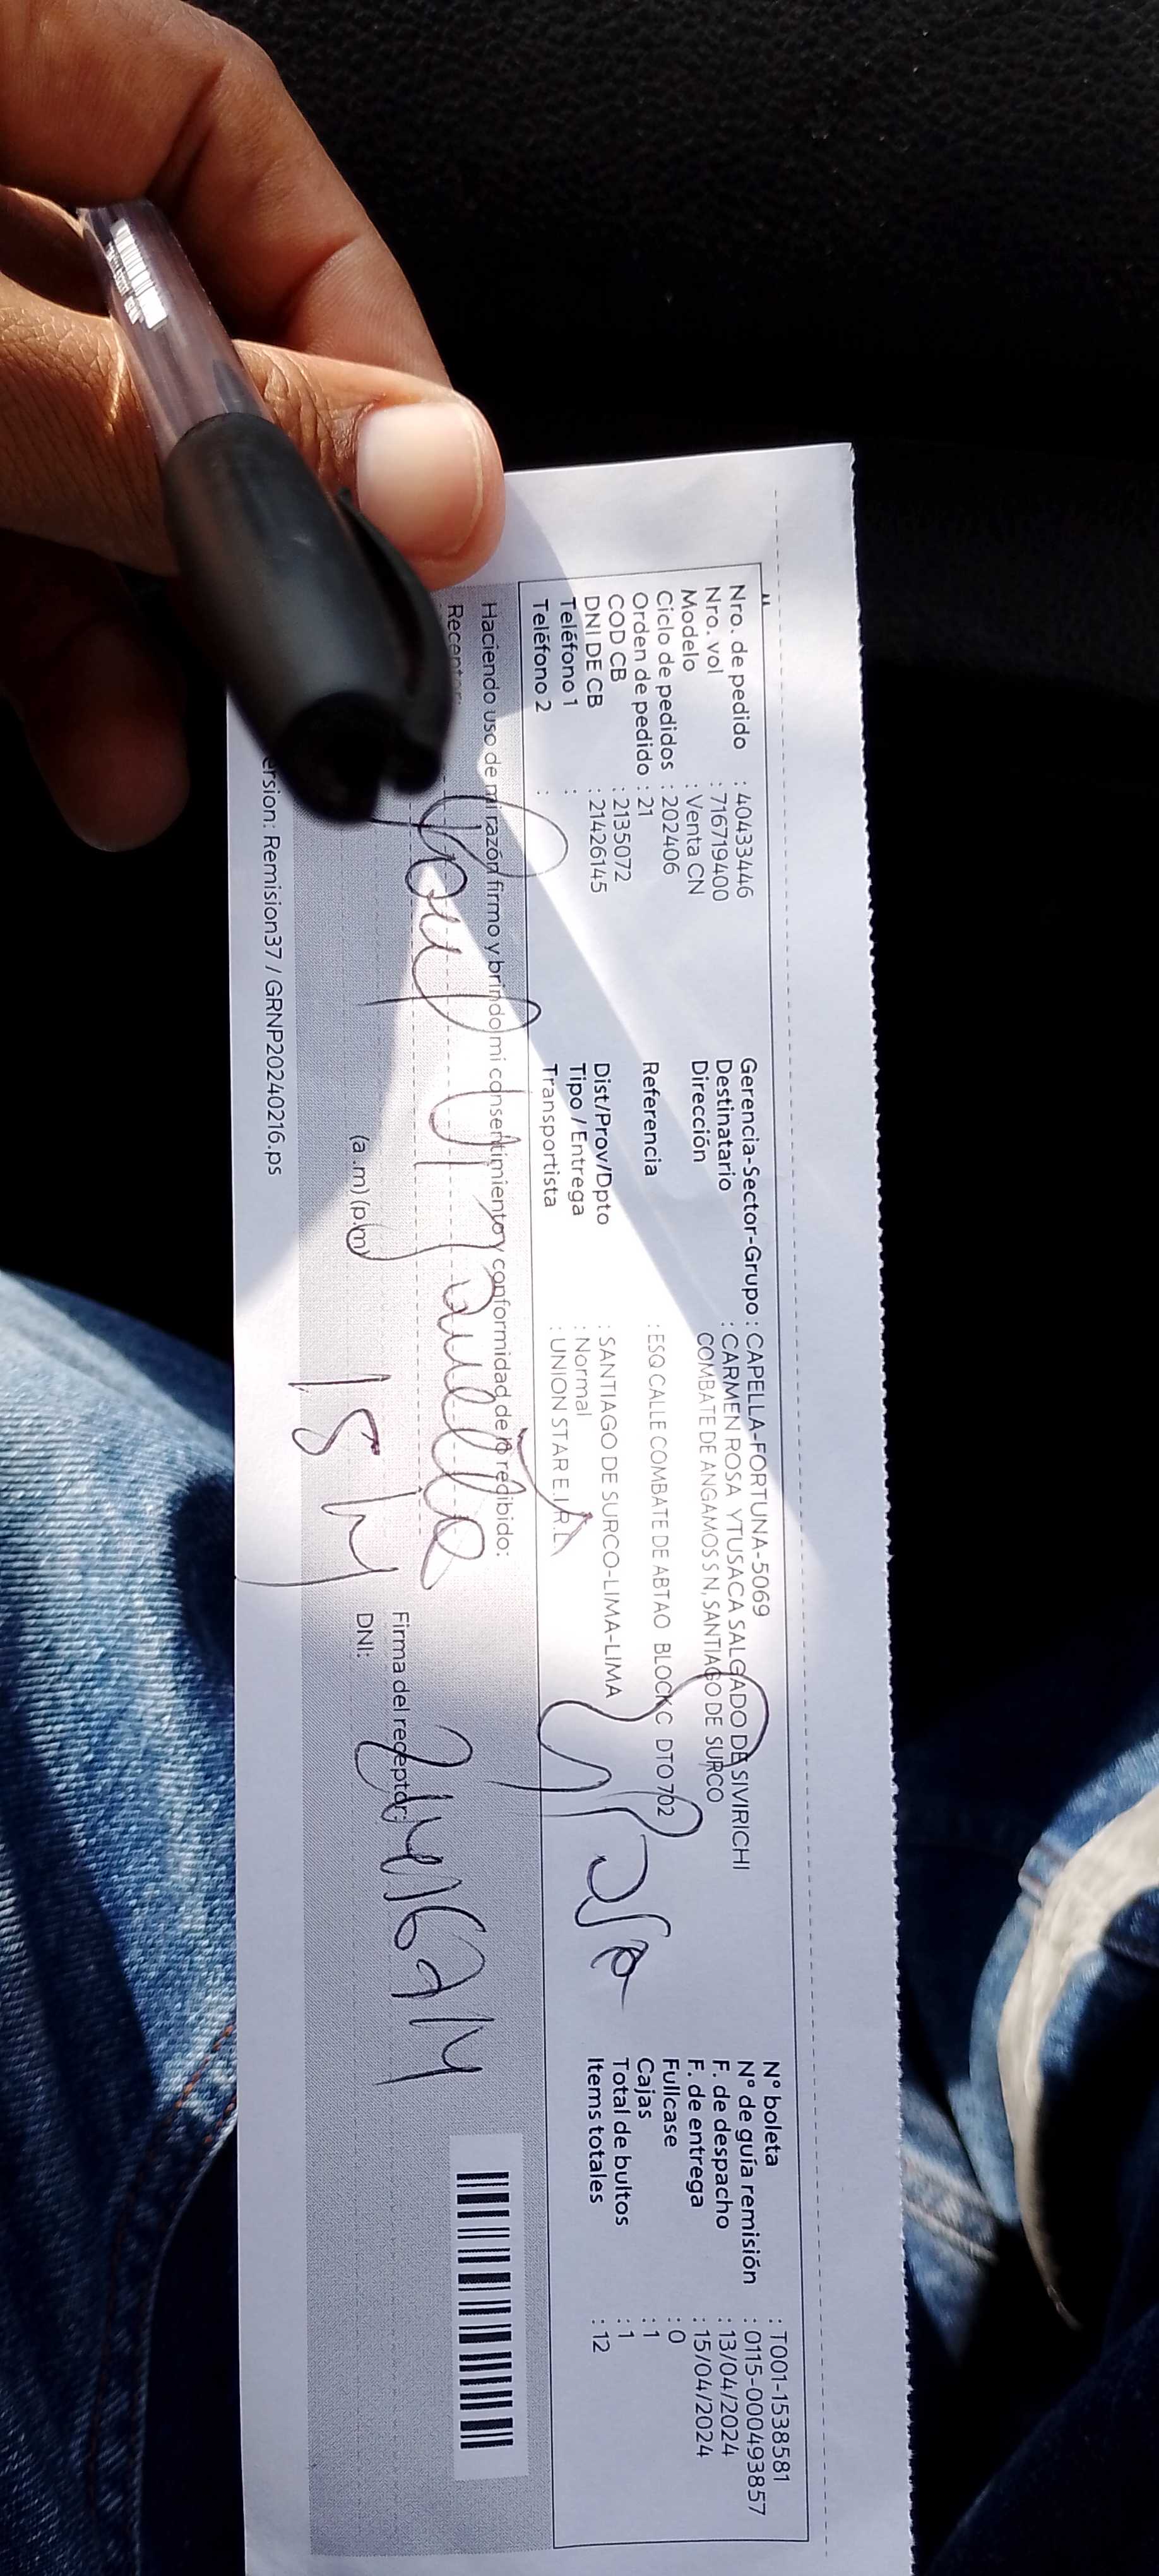 Nro. de pedido : 40433446
Nro. vol : 716719400
Modelo : Venta CN
Ciclo de pedidos : 202406
Orden de pedido : 21
COD CB : 2135072
DNI DE CB : 21426145
Teléfono 1 :
Teléfono 2 :
Gerencia-Sector-Grupo : CAPELLA-FORTUNA-5069
Destinatario : CARMEN ROSA YTUSACA SALGADO DE SIVIRICHI
Dirección COMBATE DE ANGAMOS S N, SANTIAGO DE SURCO
Referencia : ESQ CALLE COMBATE DE ABTAO BLOCK C DTO 702
Dist/Prov/Dpto : SANTIAGO DE SURCO-LIMA-LIMA
Tipo / Entrega : Normal
Transportista : UNION STAR E.I.R.L
N° boleta : T001-1538581
N° de guía remisión : 0115-000493857
F. de despacho : 13/04/2024
F. de entrega : 15/04/2024
Fullcase : 0
Cajas : 1
Total de bultos : 1
Items totales : 12
Haciendo uso de mi razón firmo y brindo mi consentimiento y conformidad de lo recibido:
Receptor:
(a .m) (p.m)
15
Firma del receptor:
DNI:
ersion: Remision37 / GRNP20240216.ps